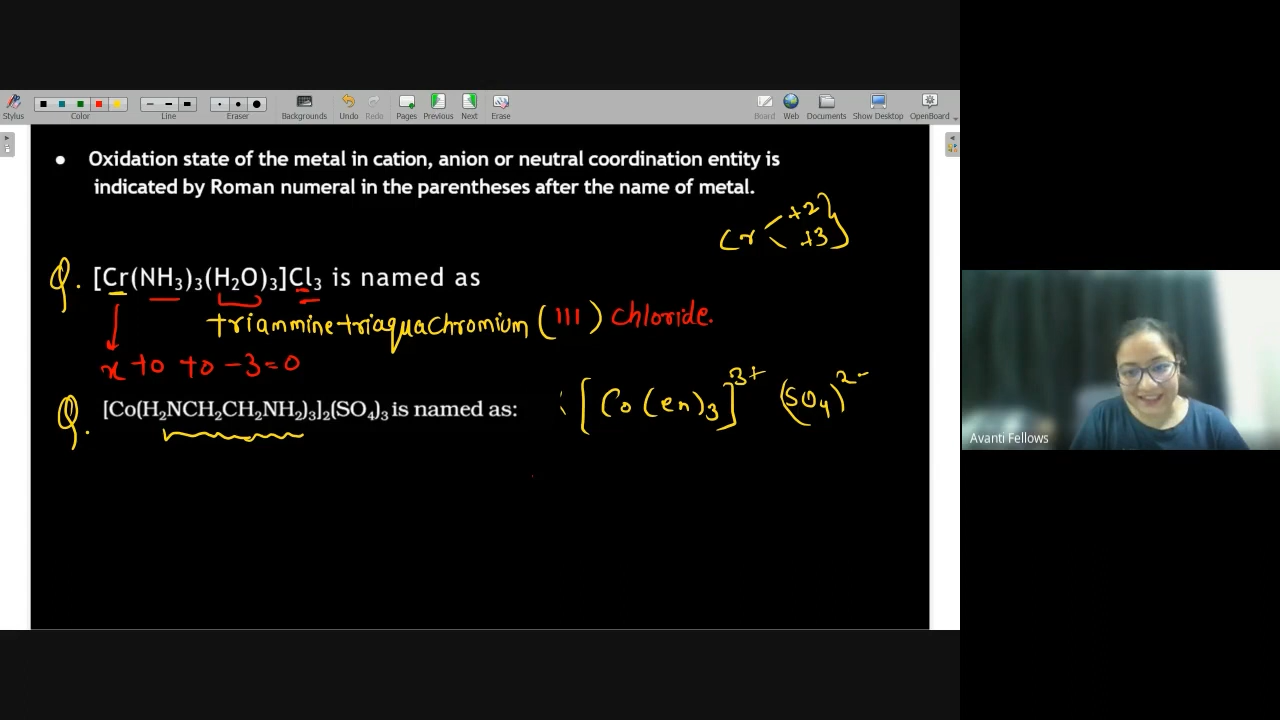 Stylus
Color
Line
Eraser
Backgrounds
Undo
Redo
Pages
Previous
Next
Erase
Board
Web
Documents
Show Desktop
OpenBoard
• Oxidation state of the metal in cation, anion or neutral coordination entity is
indicated by Roman numeral in the parentheses after the name of metal.
Cr < +2 +3
Q. [Cr(NH₃)₃(H₂O)₃]Cl₃ is named as
triamminetriaquachromium (III) chloride.
x +0 +0 -3=0
Q. [Co(H₂NCH₂CH₂NH₂)₃]₂(SO₄)₃ is named as:
[Co(en)₃]³⁺ (SO₄)²⁻
Avanti Fellows